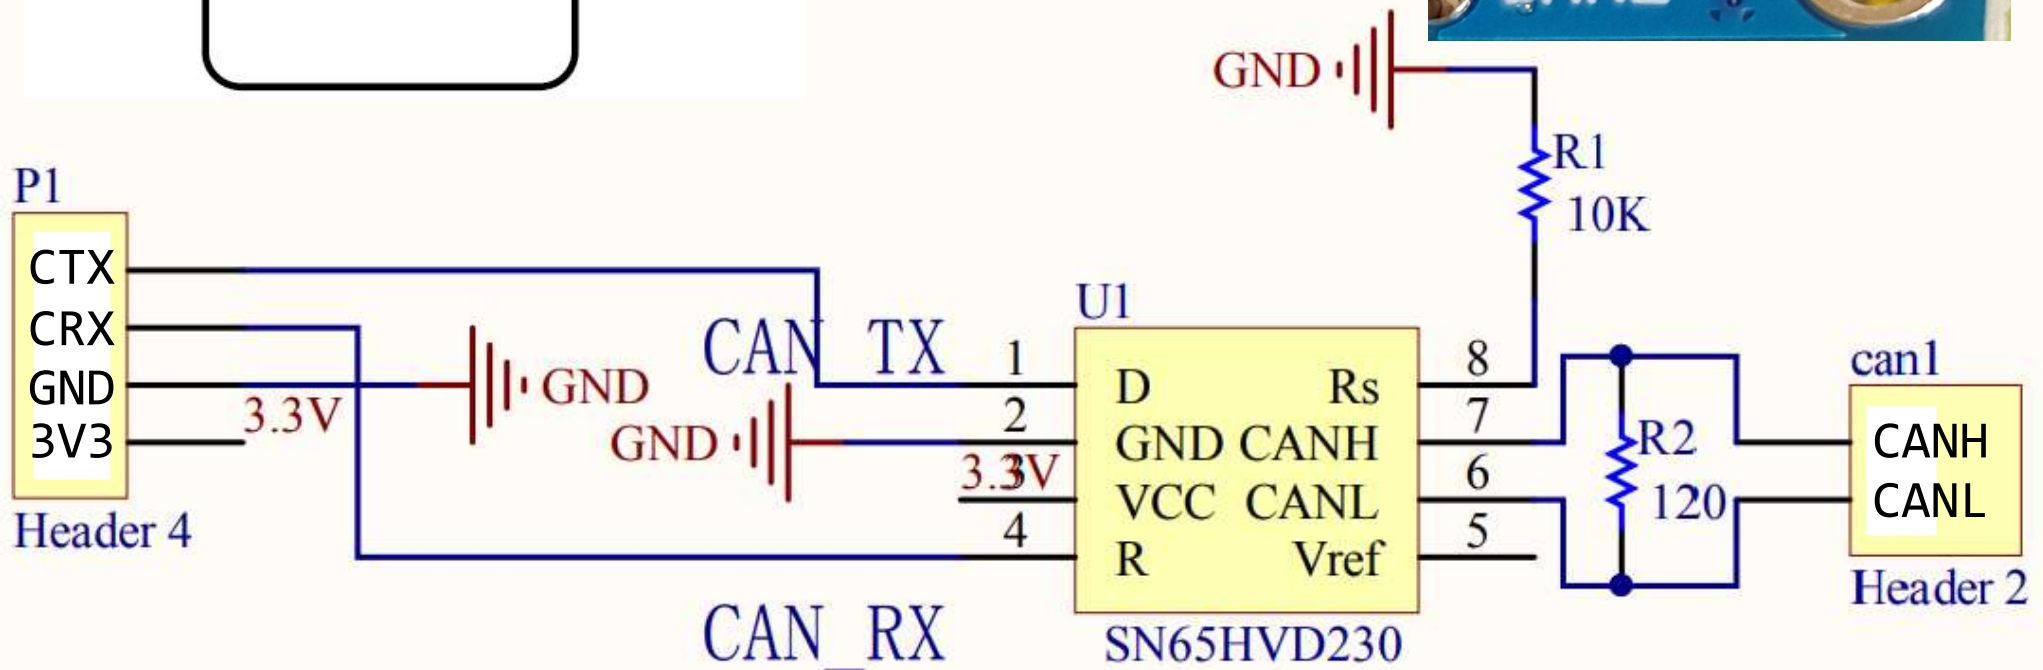 GND
R1
10K
P1
CTX
CRX
GND
3V3
3.3V
Header 4
GND
CAN_TX
GND
3.3V
U1
1
2
3
4
D
GND
VCC
R
Rs
CANH
CANL
Vref
8
7
6
5
SN65HVD230
CAN_RX
R2
120
can1
CANH
CANL
Header 2